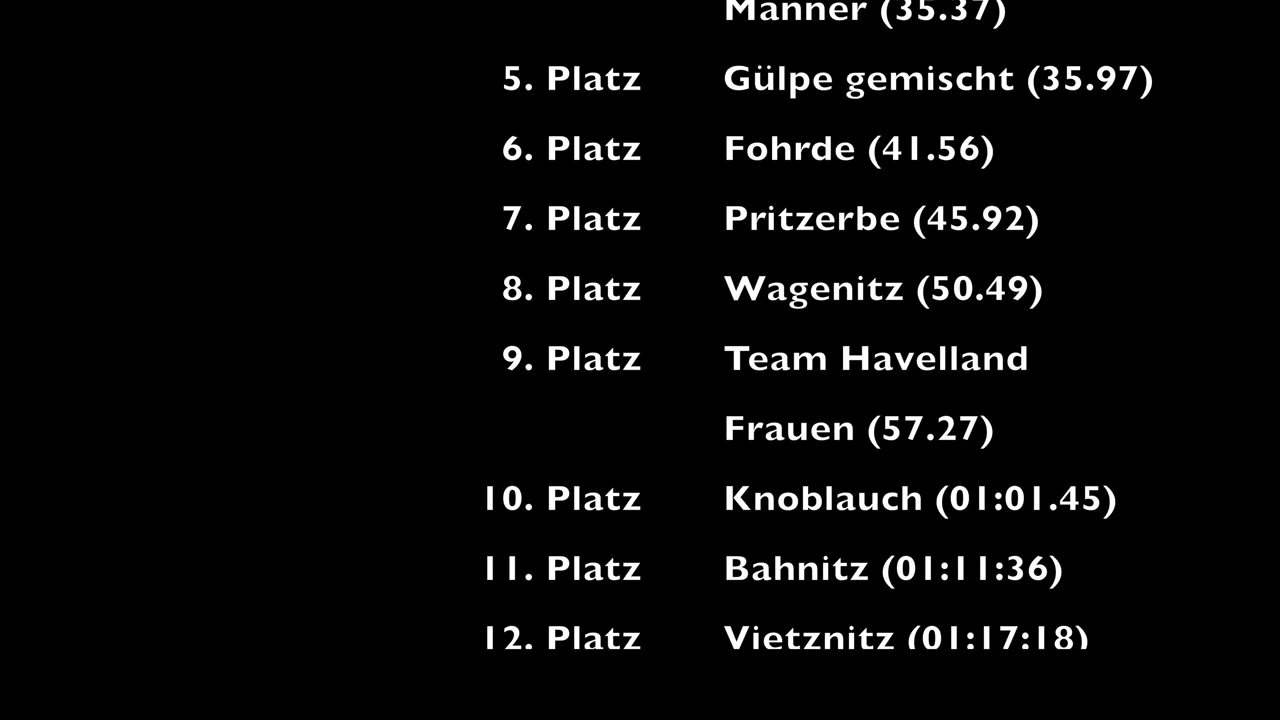 Männer (35.37)
5. Platz Gülpe gemischt (35.97)
6. Platz Fohrde (41.56)
7. Platz Pritzerbe (45.92)
8. Platz Wagenitz (50.49)
9. Platz Team Havelland
Frauen (57.27)
10. Platz Knoblauch (01:01.45)
11. Platz Bahnitz (01:11:36)
12. Platz Vietznitz (01:17:18)